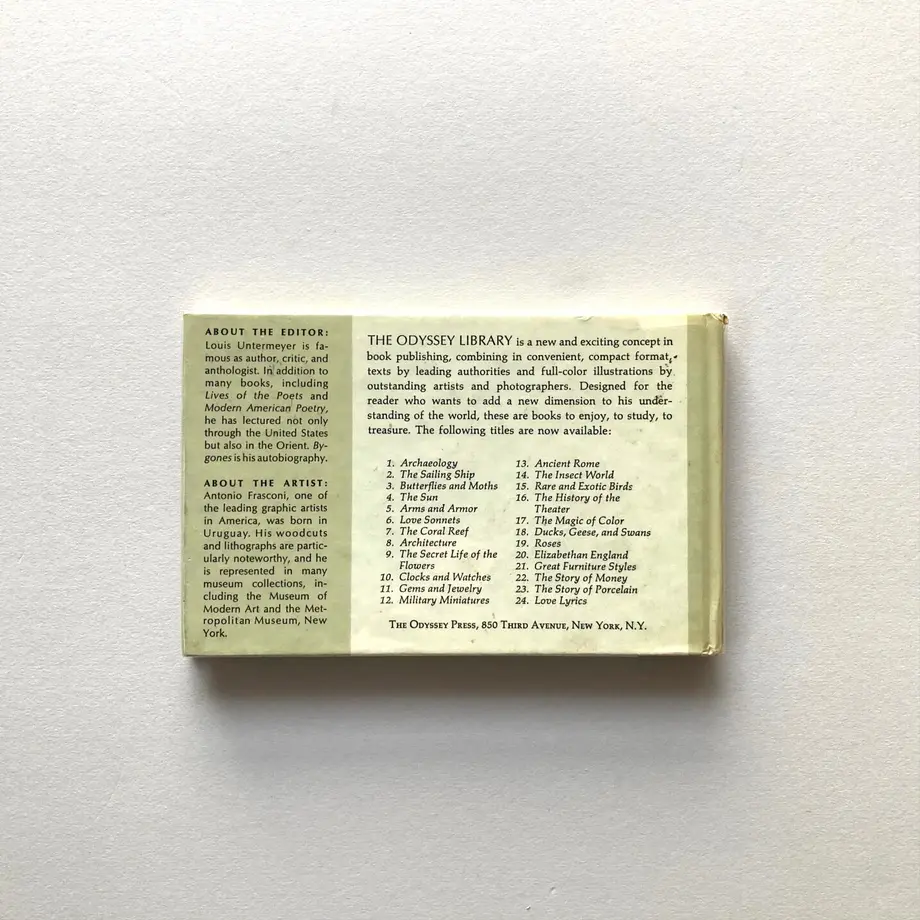 ABOUT THE EDITOR:
Louis Untermeyer is fa-
mous as author, critic, and
anthologist. In addition to
many books, including
Lives of the Poets and
Modern American Poetry,
he has lectured not only
through the United States
but also in the Orient. By-
gones is his autobiography.
ABOUT THE ARTIST:
Antonio Frasconi, one of
the leading graphic artists
in America, was born in
Uruguay. His woodcuts
and lithographs are partic-
ularly noteworthy, and he
is represented in many
museum collections, in-
cluding the Museum of
Modern Art and the Met-
ropolitan Museum, New
York.
THE ODYSSEY LIBRARY is a new and exciting concept in
book publishing, combining in convenient, compact format,
texts by leading authorities and full-color illustrations by
outstanding artists and photographers. Designed for the
reader who wants to add a new dimension to his under-
standing of the world, these are books to enjoy, to study, to
treasure. The following titles are now available:
1. Archaeology
2. The Sailing Ship
3. Butterflies and Moths
4. The Sun
5. Arms and Armor
6. Love Sonnets
7. The Coral Reef
8. Architecture
9. The Secret Life of the
Flowers
10. Clocks and Watches
11. Gems and Jewelry
12. Military Miniatures
13. Ancient Rome
14. The Insect World
15. Rare and Exotic Birds
16. The History of the
Theater
17. The Magic of Color
18. Ducks, Geese, and Swans
19. Roses
20. Elizabethan England
21. Great Furniture Styles
22. The Story of Money
23. The Story of Porcelain
24. Love Lyrics
THE ODYSSEY PRESS, 850 THIRD AVENUE, NEW YORK, N.Y.